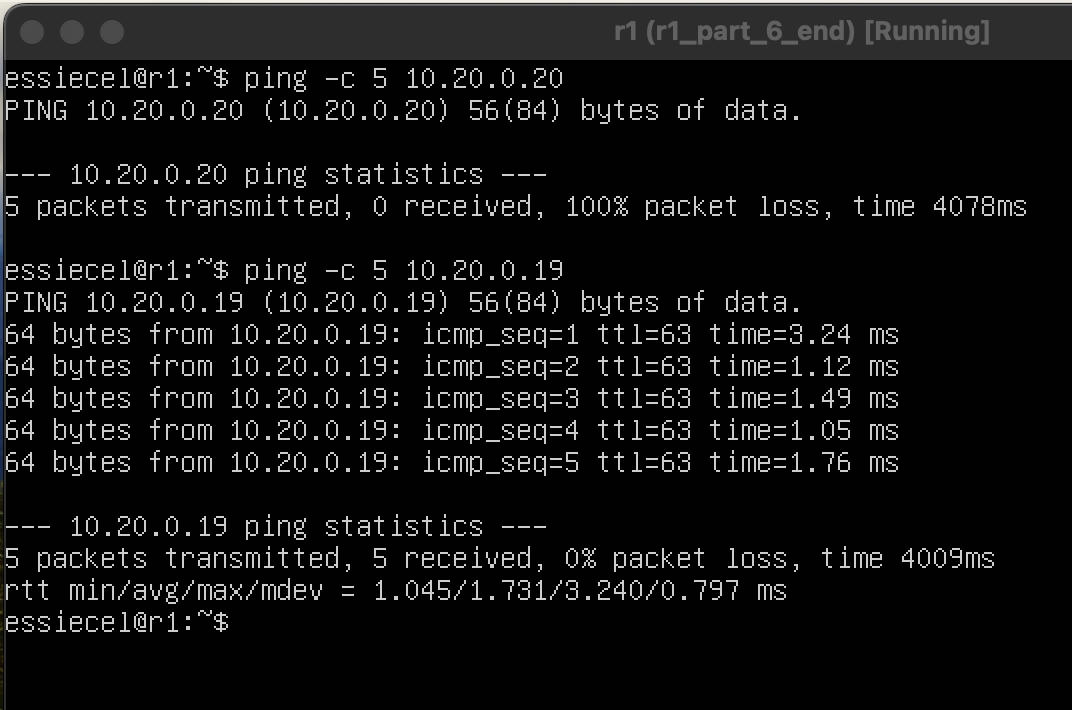 r1 (r1_part_6_end) [Running]
essiecel@r1:~$ ping -c 5 10.20.0.20
PING 10.20.0.20 (10.20.0.20) 56(84) bytes of data.
--- 10.20.0.20 ping statistics ---
5 packets transmitted, 0 received, 100% packet loss, time 4078ms
essiecel@r1:~$ ping -c 5 10.20.0.19
PING 10.20.0.19 (10.20.0.19) 56(84) bytes of data.
64 bytes from 10.20.0.19: icmp_seq=1 ttl=63 time=3.24 ms
64 bytes from 10.20.0.19: icmp_seq=2 ttl=63 time=1.12 ms
64 bytes from 10.20.0.19: icmp_seq=3 ttl=63 time=1.49 ms
64 bytes from 10.20.0.19: icmp_seq=4 ttl=63 time=1.05 ms
64 bytes from 10.20.0.19: icmp_seq=5 ttl=63 time=1.76 ms
--- 10.20.0.19 ping statistics ---
5 packets transmitted, 5 received, 0% packet loss, time 4009ms
rtt min/avg/max/mdev = 1.045/1.731/3.240/0.797 ms
essiecel@r1:~$